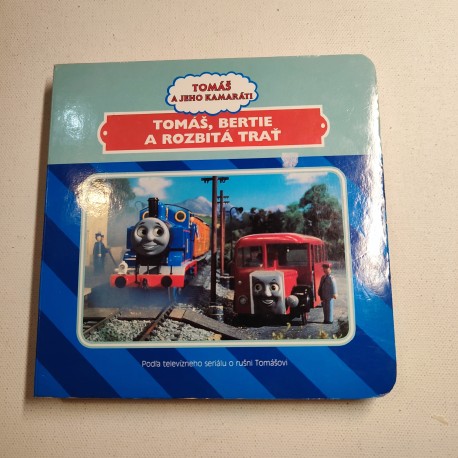 TOMÁŠ
A JEHO KAMARÁTI
TOMÁŠ, BERTIE
A ROZBITÁ TRAŤ
Podľa televízneho seriálu o rušni Tomášovi